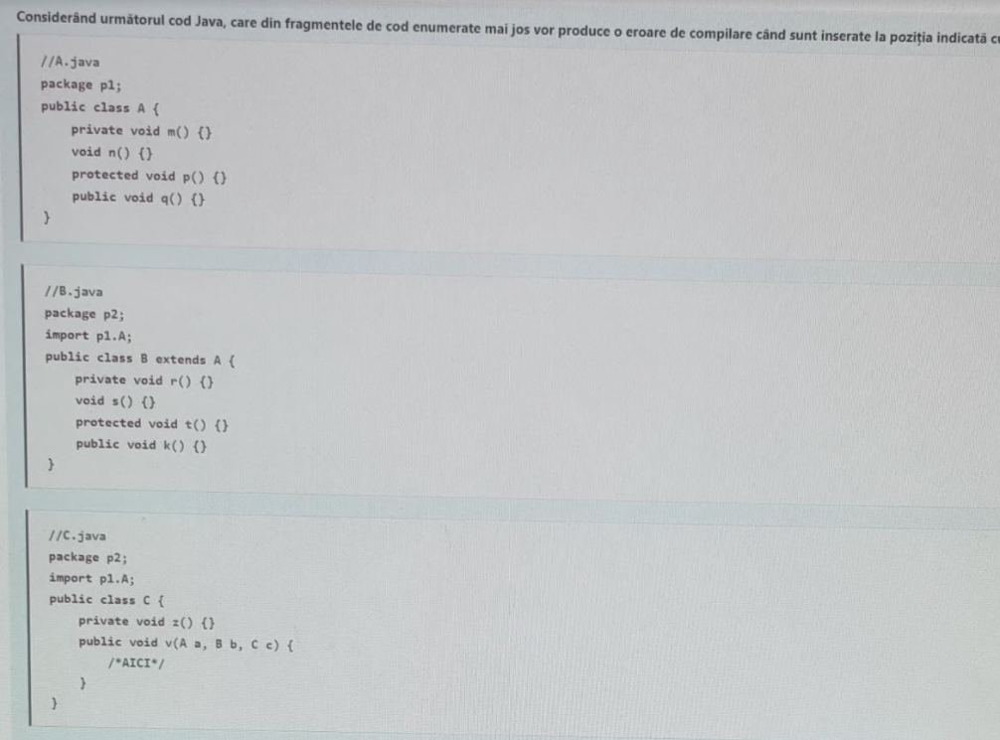 Considerând următorul cod Java, care din fragmentele de cod enumerate mai jos vor produce o eroare de compilare când sunt inserate la poziția indicată
//A.java
package p1;
public class A {
    private void m() {}
    void n() {}
    protected void p() {}
    public void q() {}
}
//B.java
package p2;
import p1.A;
public class B extends A {
    private void r() {}
    void s() {}
    protected void t() {}
    public void k() {}
}
//C.java
package p2;
import p1.A;
public class C {
    private void z() {}
    public void v(A a, B b, C c) {
        /*AICI*/
    }
}